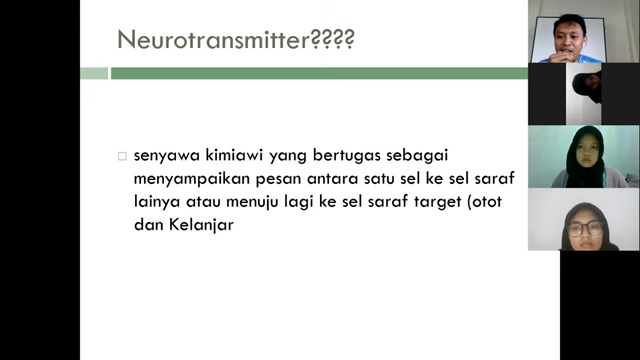 Neurotransmitter????
senyawa kimiawi yang bertugas sebagai
menyampaikan pesan antara satu sel ke sel saraf
lainya atau menuju lagi ke sel saraf target (otot
dan Kelanjar